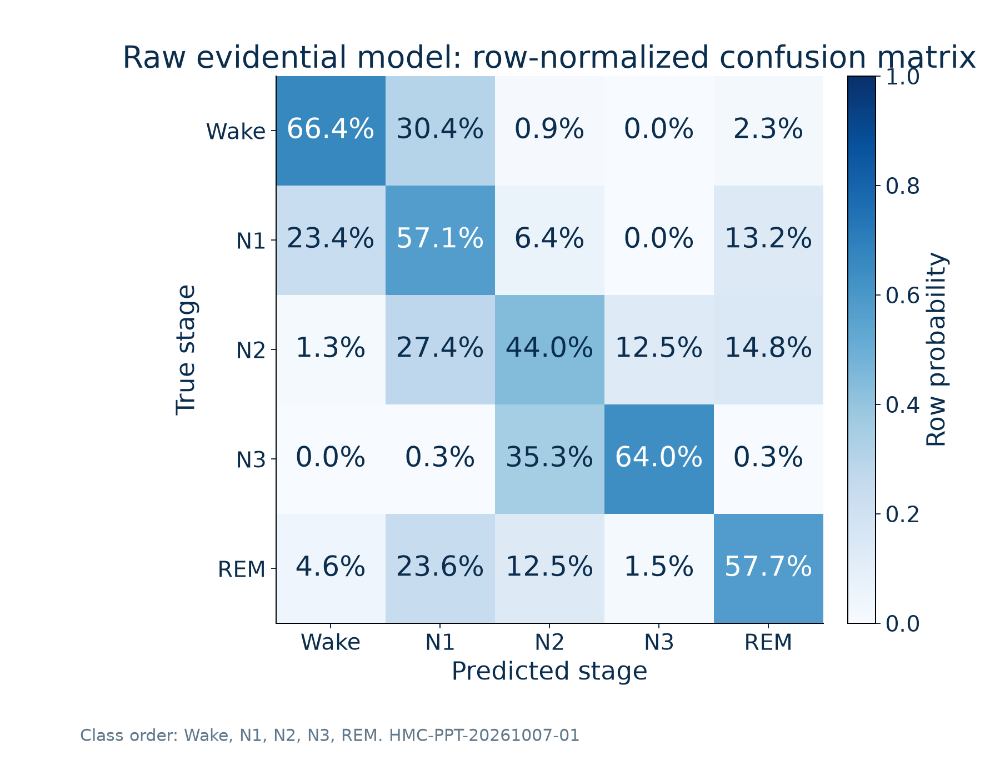 Raw evidential model: row-normalized confusion matrix
True stage
Wake 66.4% 30.4% 0.9% 0.0% 2.3%
N1 23.4% 57.1% 6.4% 0.0% 13.2%
N2 1.3% 27.4% 44.0% 12.5% 14.8%
N3 0.0% 0.3% 35.3% 64.0% 0.3%
REM 4.6% 23.6% 12.5% 1.5% 57.7%
Wake N1 N2 N3 REM
Predicted stage
1.0
0.8
0.6
0.4
0.2
0.0
Row probability
Class order: Wake, N1, N2, N3, REM. HMC-PPT-20261007-01